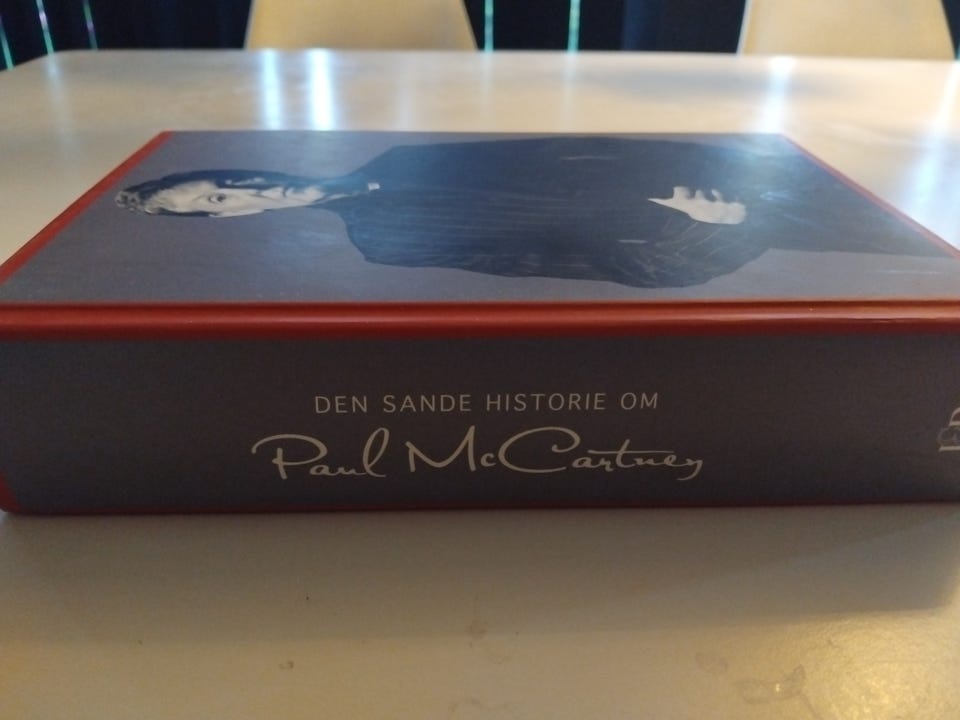 DEN SANDE HISTORIE OM
Paul McCartney